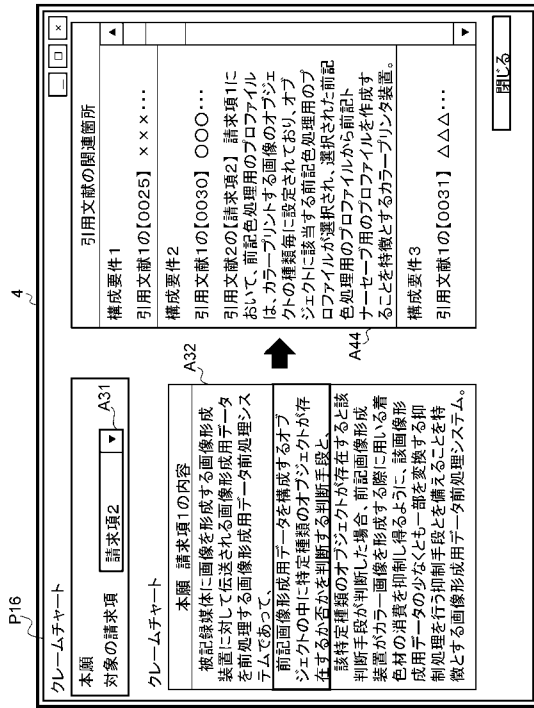 4
P16
_ □ ×
クレームチャート
本願
対象の請求項 請求項2 ▼
A31
クレームチャート
本願 請求項1の内容
A32
被記録媒体に画像を形成する画像形成
装置に対して伝送される画像形成用データ
を前処理する画像形成用データ前処理シス
テムであって、
前記画像形成用データを構成するオブ
ジェクトの中に特定種類のオブジェクトが存
在するか否かを判断する判断手段と、
該特定種類のオブジェクトが存在すると該
判断手段が判断した場合、前記画像形成
装置がカラー画像を形成する際に用いる着
色材の消費を抑制し得るように、該画像形
成用データの少なくとも一部を変換する抑
制処理を行う抑制手段とを備えることを特
徴とする画像形成用データ前処理システム。
引用文献の関連箇所
構成要件1
引用文献1の【0025】 ×××・・・
構成要件2
引用文献1の【0030】 ○○○・・・
引用文献2の【請求項2】 請求項1に
おいて、前記色処理用のプロファイル
は、カラープリントする画像のオブジェ
クトの種類毎に設定されており、オブ
ジェクトに該当する前記色処理用のプ
ロファイルが選択され、選択された前記
色処理用のプロファイルから前記ト
ナーセーブ用のプロファイルを作成す
ることを特徴とするカラープリンタ装置。
A44
構成要件3
引用文献1の【0031】 △△△・・・
閉じる